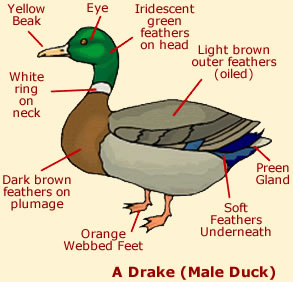 Yellow
Beak
Eye
Iridescent
green
feathers
on head
Light brown
outer feathers
(oiled)
White
ring
on
neck
Dark brown
feathers on
plumage
Preen
Gland
Soft
Feathers
Underneath
Orange
Webbed Feet
A Drake (Male Duck)